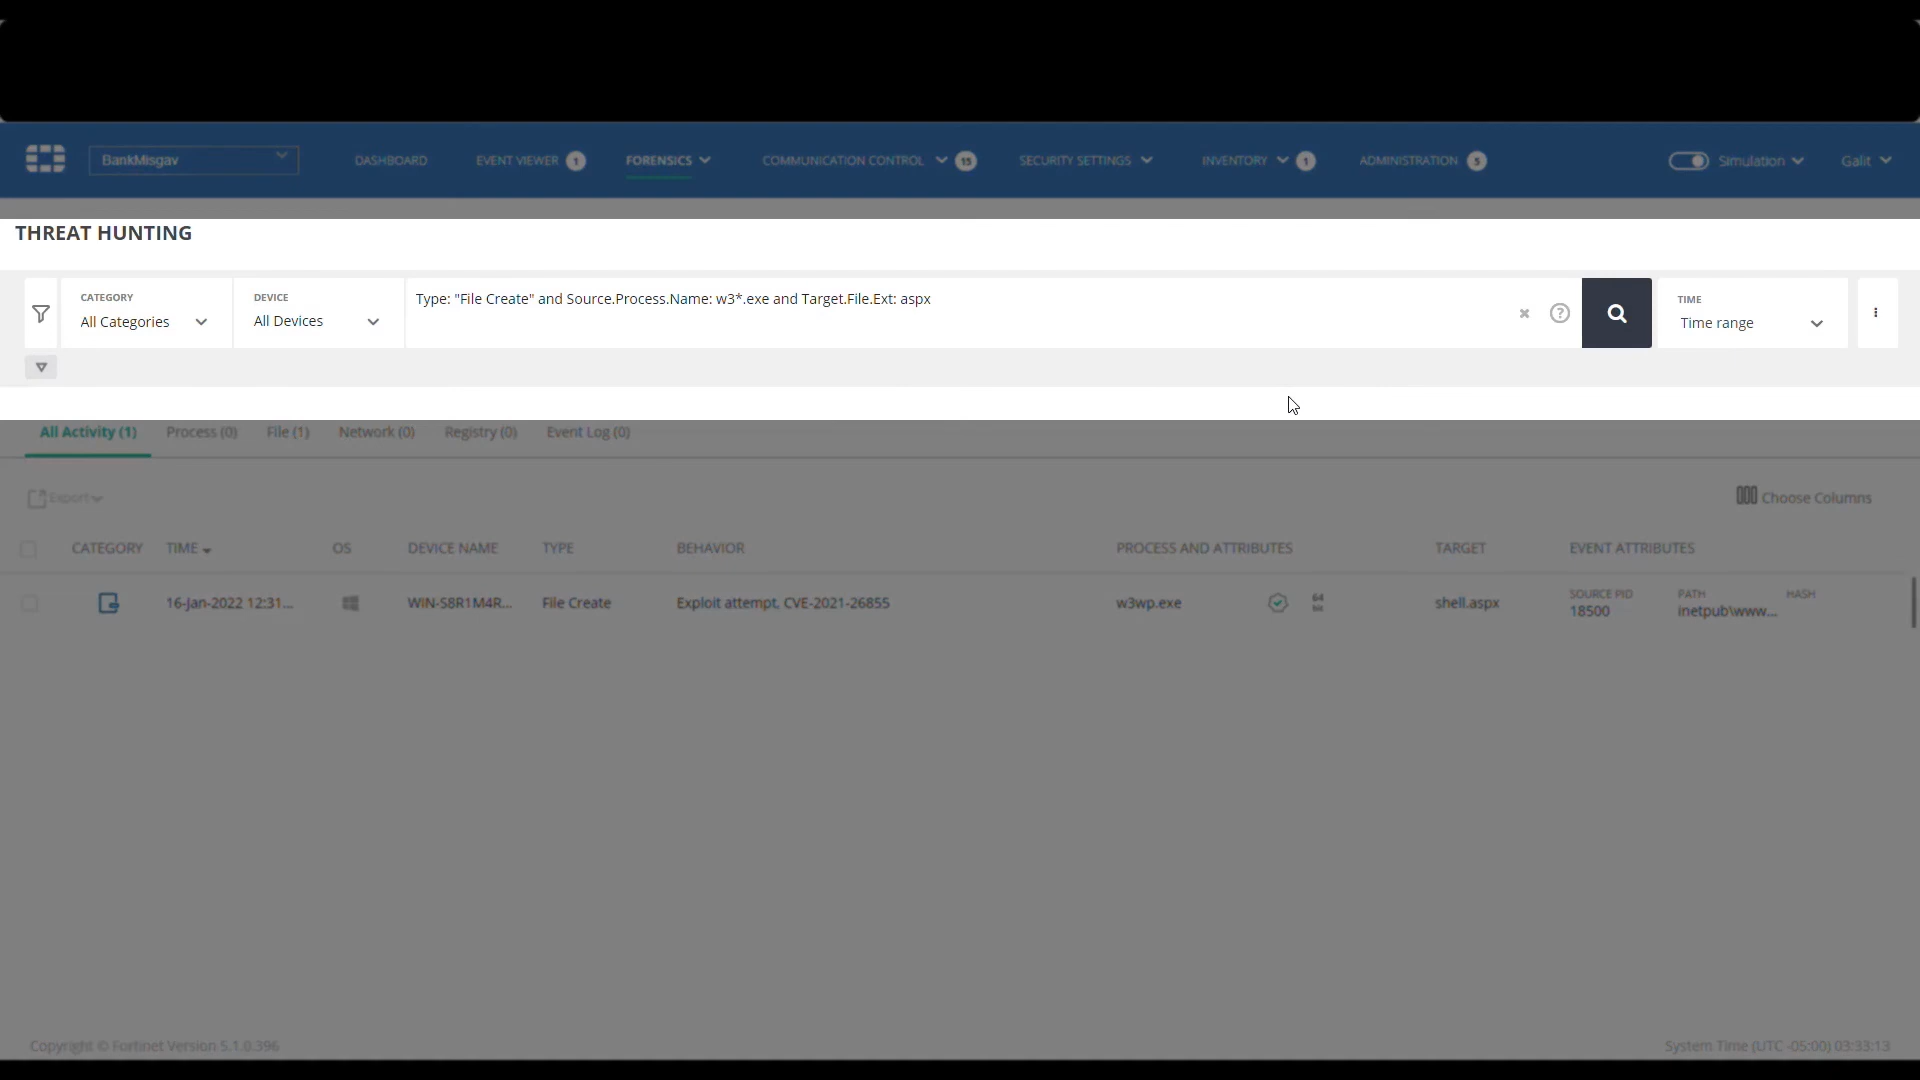 BankMisgav DASHBOARD EVENT VIEWER 1 FORENSICS COMMUNICATION CONTROL 15 SECURITY SETTINGS INVENTORY 1 ADMINISTRATION 5 Simulation Galit
THREAT HUNTING
CATEGORY DEVICE Type: "File Create" and Source.Process.Name: w3*.exe and Target.File.Ext: aspx TIME
All Categories All Devices ? Time range
All Activity (1) Process (0) File (1) Network (0) Registry (0) Event Log (0)
Export Choose Columns
CATEGORY TIME OS DEVICE NAME TYPE BEHAVIOR PROCESS AND ATTRIBUTES TARGET EVENT ATTRIBUTES
SOURCE PID PATH HASH
16-Jan-2022 12:31... WIN-S8R1M4R... File Create Exploit attempt, CVE-2021-26855 w3wp.exe 64 bit shell.aspx 18500 inetpub\www...
Copyright © Fortinet Version 5.1.0.396 System Time (UTC -05:00) 03:33:13